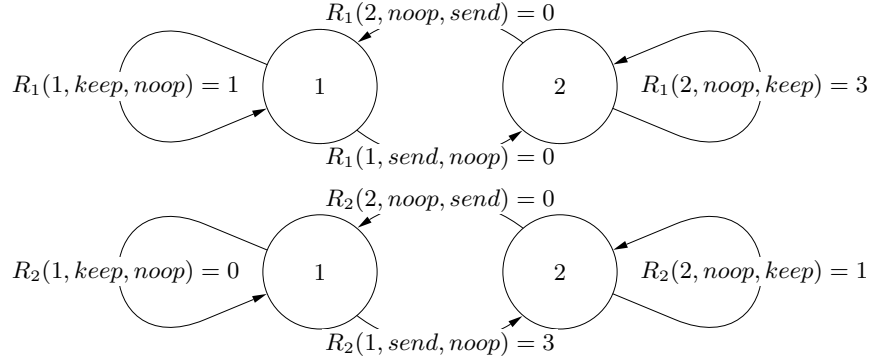 R₁(2, noop, send) = 0
R₁(1, keep, noop) = 1
1
2
R₁(2, noop, keep) = 3
R₁(1, send, noop) = 0
R₂(2, noop, send) = 0
R₂(1, keep, noop) = 0
1
2
R₂(2, noop, keep) = 1
R₂(1, send, noop) = 3